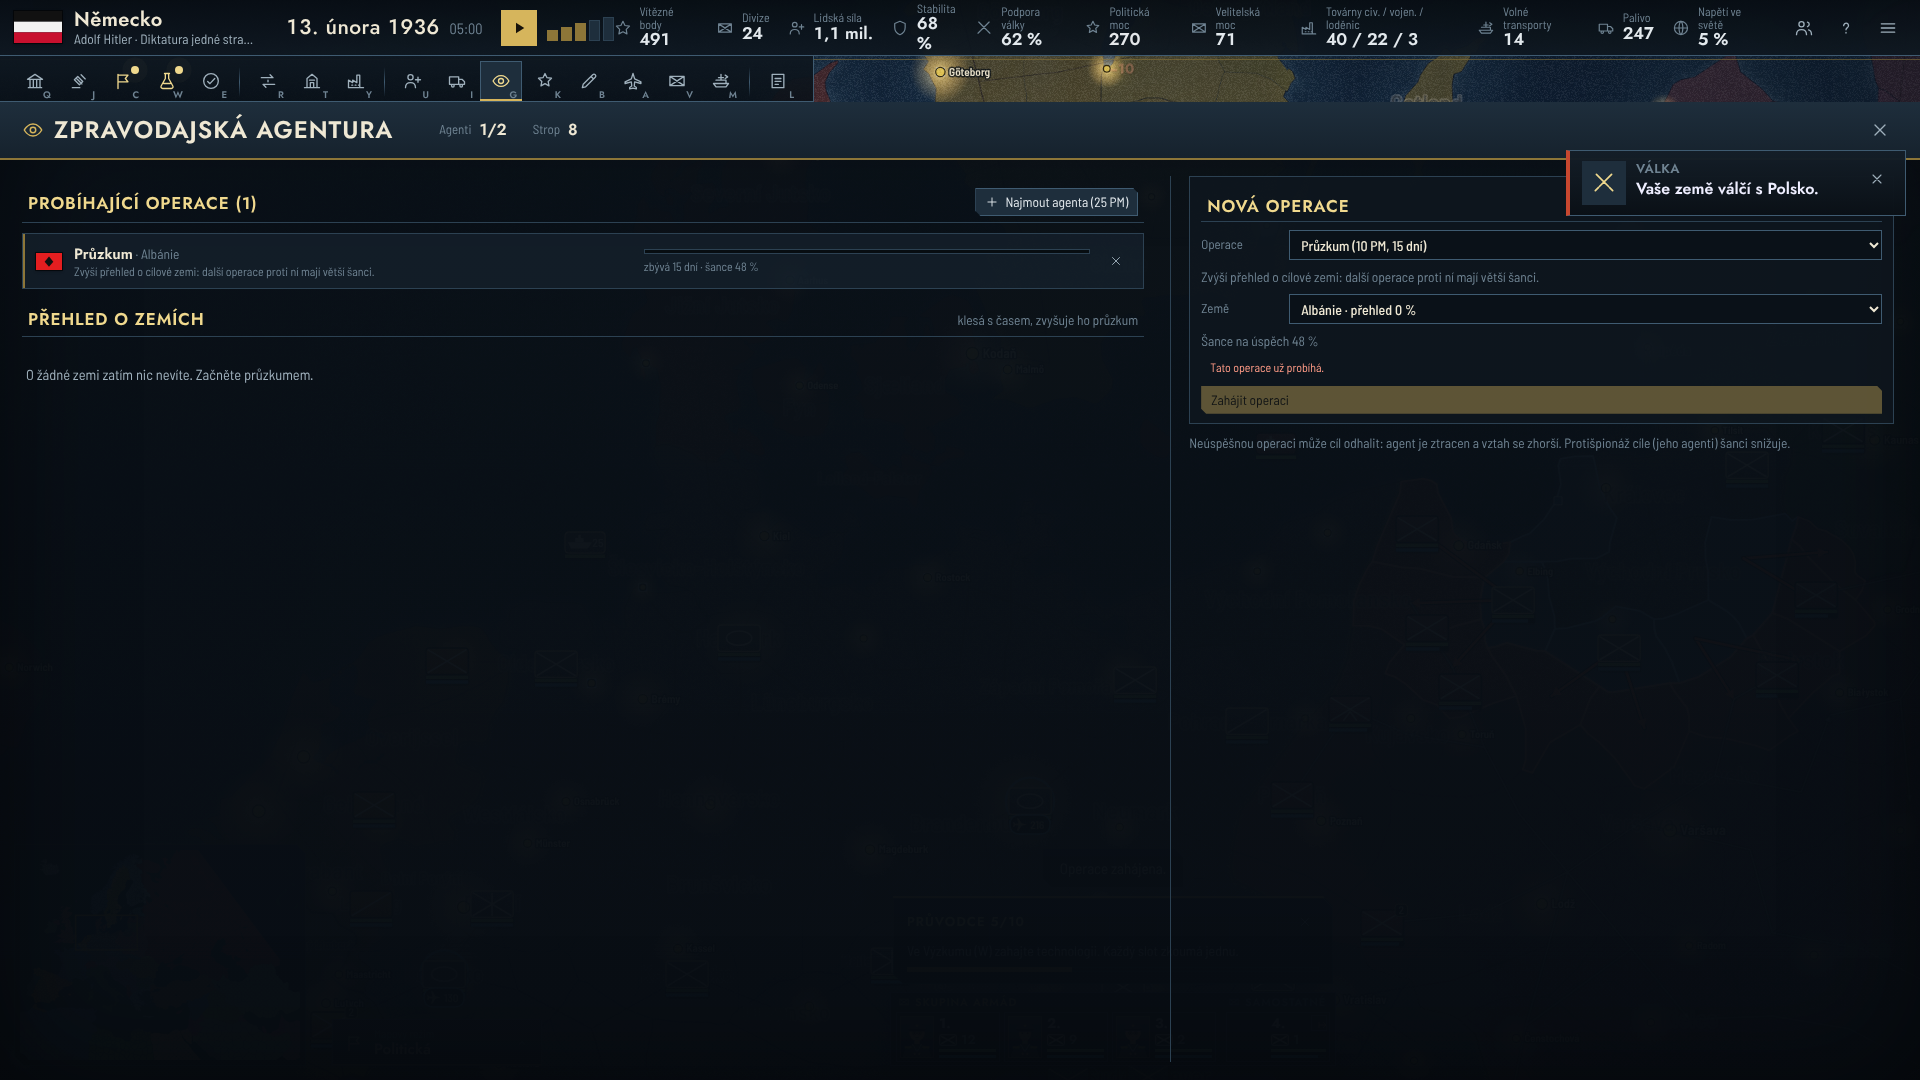 Německo
Adolf Hitler · Diktatura jedné stra...
13. února 1936 05:00
Vítězné body 491
Divize 24
Lidská síla 1,1 mil.
Stabilita 68 %
Podpora války 62 %
Politická moc 270
Velitelská moc 71
Továrny civ. / vojen. / loděnic 40 / 22 / 3
Volné transporty 14
Palivo 247
Napětí ve světě 5 %
?
Q J C W E R T Y U I G K B A V M L
Göteborg
10
Gotland
ZPRAVODAJSKÁ AGENTURA
Agenti 1/2 Strop 8
VÁLKA
Vaše země válčí s Polsko.
PROBÍHAJÍCÍ OPERACE (1)
Najmout agenta (25 PM)
Průzkum · Albánie
Zvýší přehled o cílové zemi: další operace proti ní mají větší šanci.
zbývá 15 dní · šance 48 %
PŘEHLED O ZEMÍCH
klesá s časem, zvyšuje ho průzkum
O žádné zemi zatím nic nevíte. Začněte průzkumem.
NOVÁ OPERACE
Operace
Průzkum (10 PM, 15 dní)
Zvýší přehled o cílové zemi: další operace proti ní mají větší šanci.
Země
Albánie · přehled 0 %
Šance na úspěch 48 %
Tato operace už probíhá.
Zahájit operaci
Neúspěšnou operaci může cíl odhalit: agent je ztracen a vztah se zhorší. Protišpionáž cíle (jeho agenti) šanci snižuje.